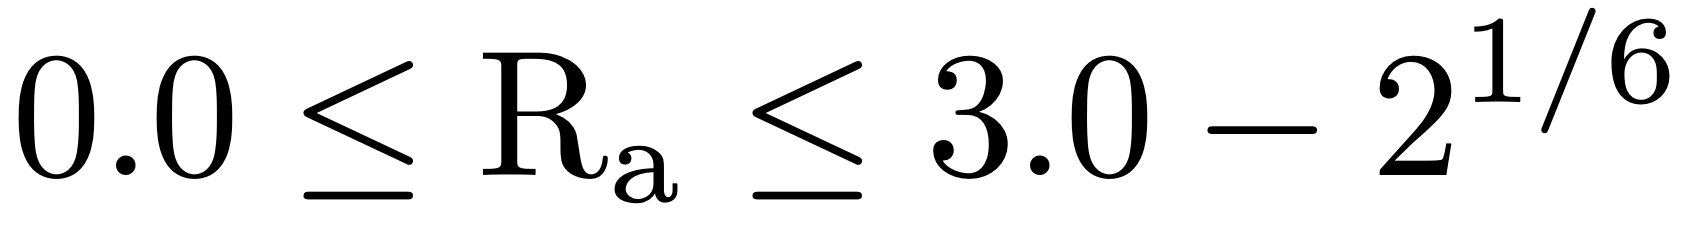 0.0 ≤ Rₐ ≤ 3.0 − 2^{1/6}